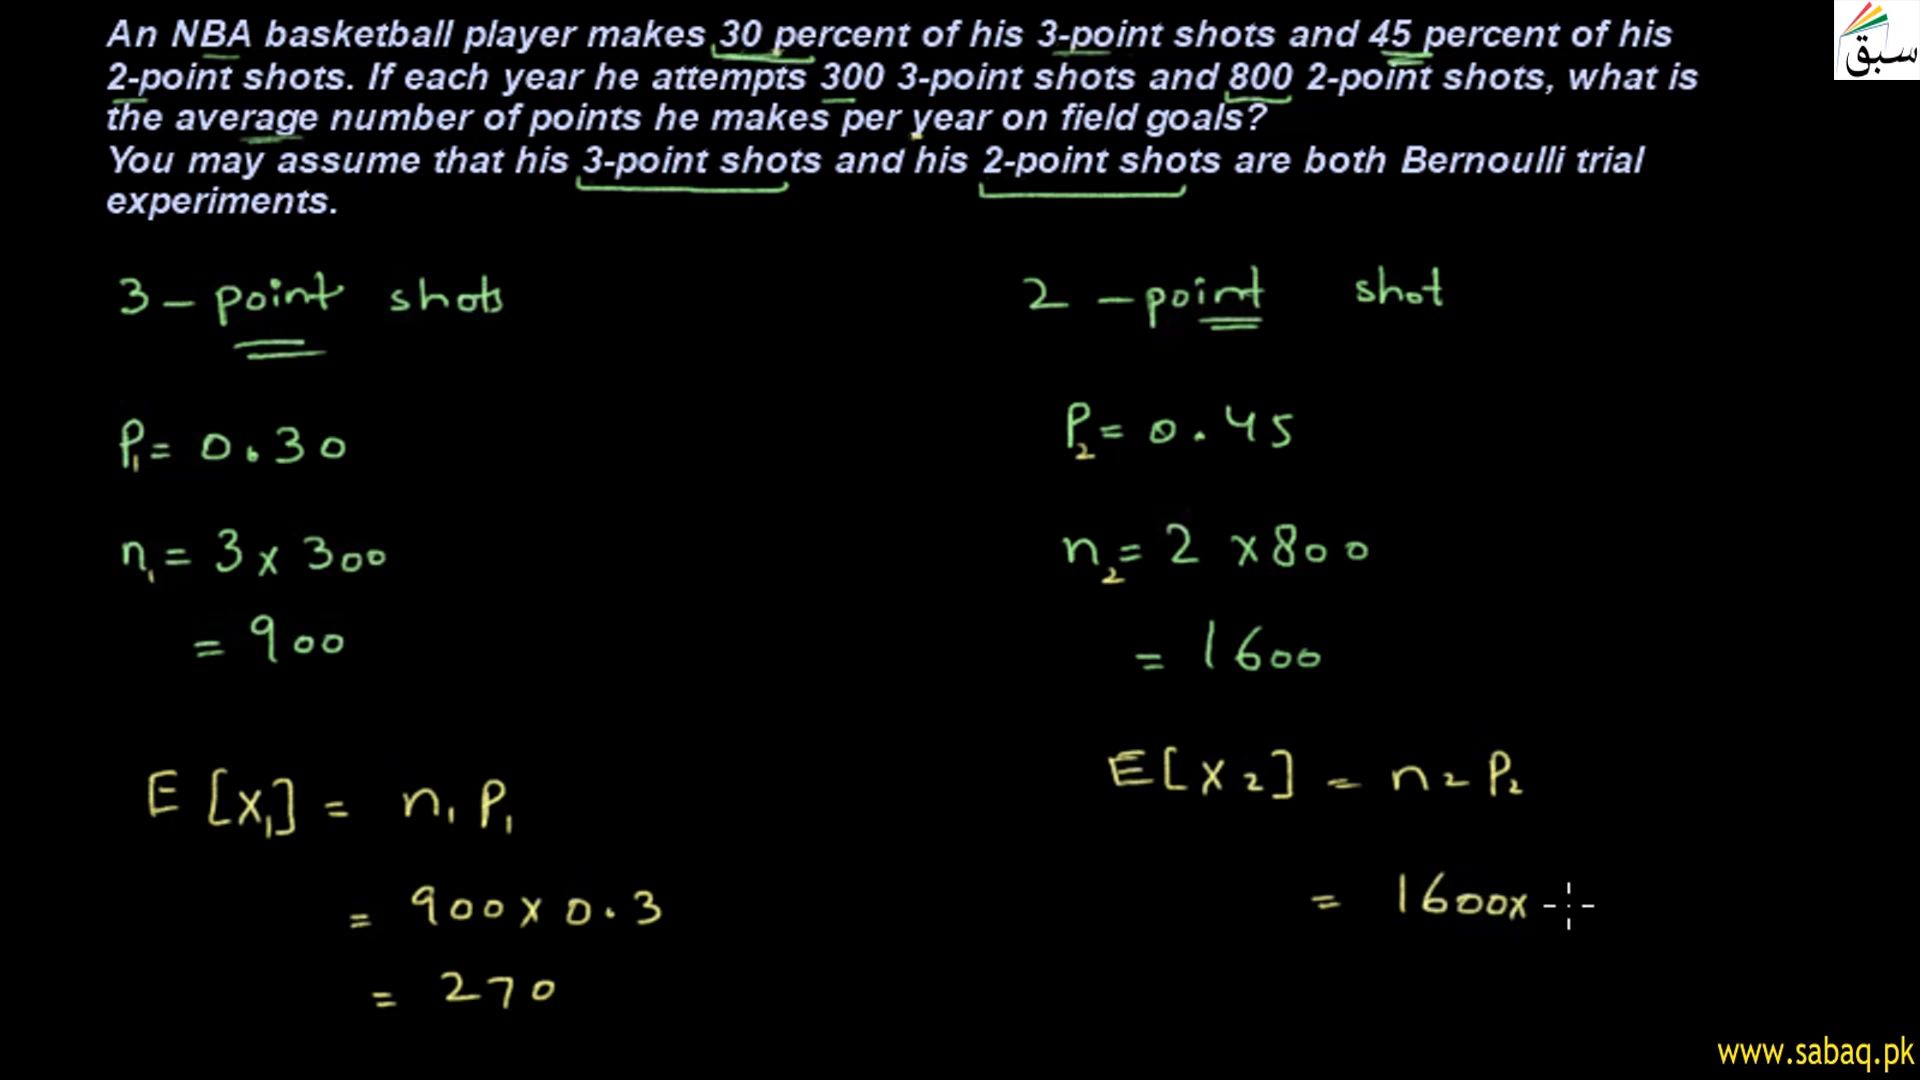 An NBA basketball player makes 30 percent of his 3-point shots and 45 percent of his
2-point shots. If each year he attempts 300 3-point shots and 800 2-point shots, what is
the average number of points he makes per year on field goals?
You may assume that his 3-point shots and his 2-point shots are both Bernoulli trial
experiments.
سبق
3 - point shots
P₁ = 0.30
n₁ = 3 x 300
= 900
E [X₁] = n₁ P₁
= 900 x 0.3
= 270
2 - point shot
P₂ = 0.45
n₂ = 2 x 800
= 1600
E [X₂] = n₂ P₂
= 1600x
www.sabaq.pk